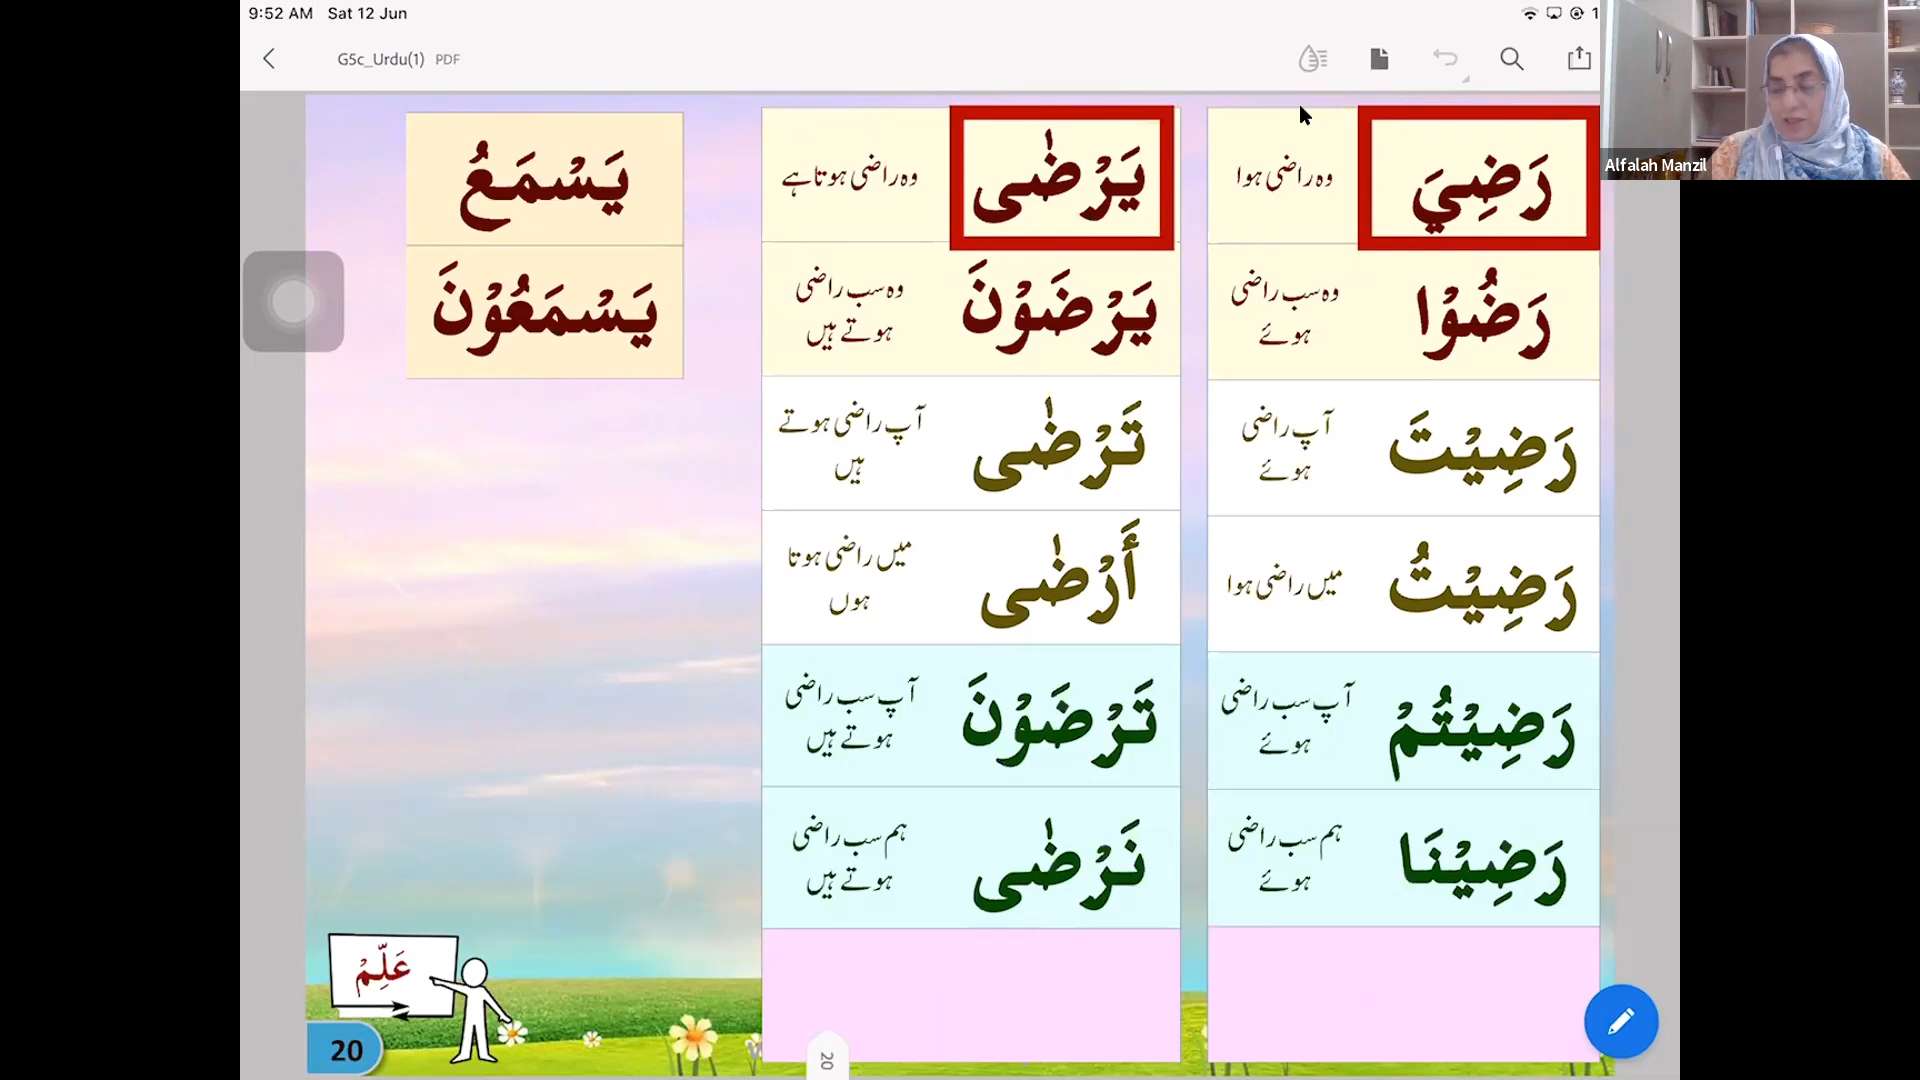 9:52 AM Sat 12 Jun
G5c_Urdu(1) PDF
Alfalah Manzil
رَضِيَ وہ راضی ہوا
رَضُوْا وہ سب راضی
ہوئے
رَضِيْتَ آپ راضی
ہوئے
رَضِيْتُ میں راضی ہوا
رَضِيْتُمْ آپ سب راضی
ہوئے
رَضِيْنَا ہم سب راضی
ہوئے
يَرْضٰى وہ راضی ہوتا ہے
يَرْضَوْنَ وہ سب راضی
ہوتے ہیں
تَرْضٰى آپ راضی ہوتے
ہیں
أَرْضٰى میں راضی ہوتا
ہوں
تَرْضَوْنَ آپ سب راضی
ہوتے ہیں
نَرْضٰى ہم سب راضی
ہوتے ہیں
يَسْمَعُ
يَسْمَعُوْنَ
عَلِّمْ
20
20